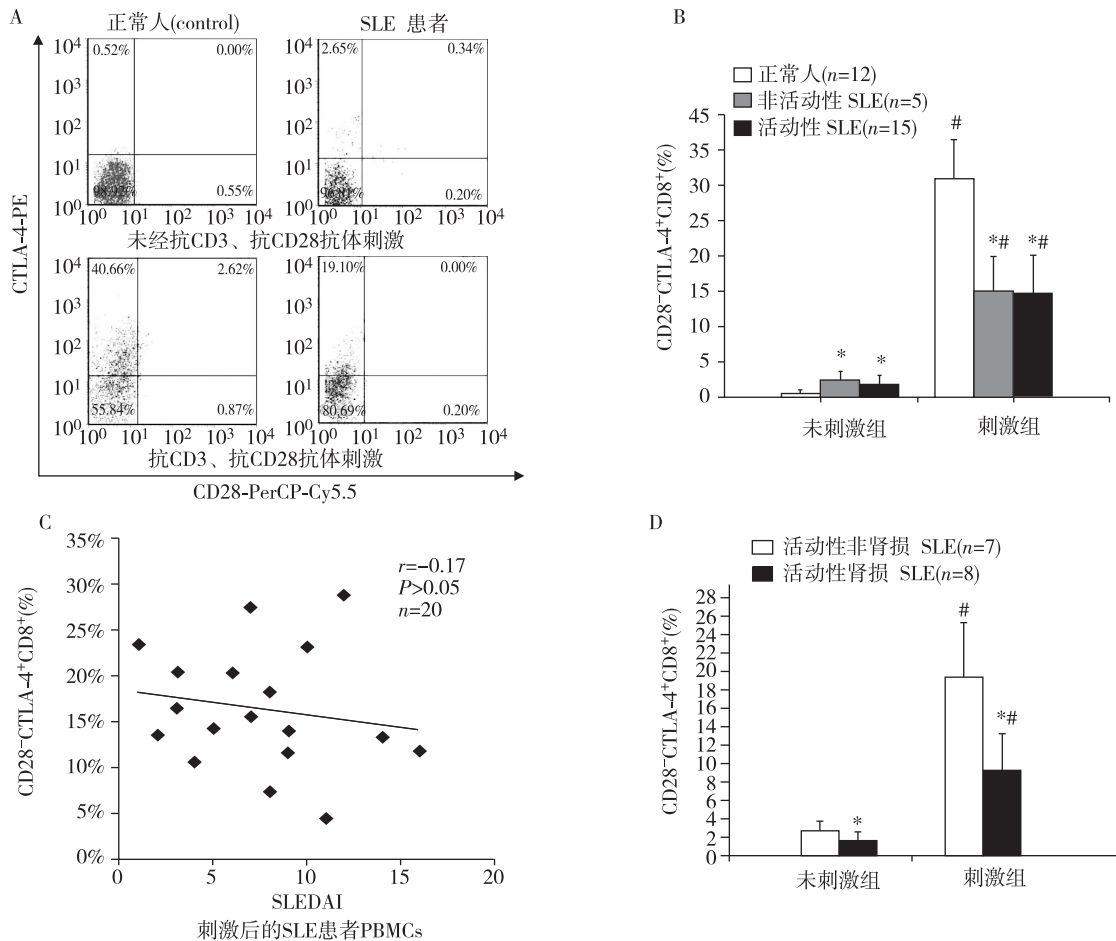 A
正常人(control)
SLE 患者
CTLA-4-PE
10⁴
10³
10²
10¹
10⁰
0.52%
0.00%
98.92%
0.55%
10⁰ 10¹ 10² 10³ 10⁴
10⁴
10³
10²
10¹
10⁰
2.65%
0.34%
96.81%
0.20%
10⁰ 10¹ 10² 10³ 10⁴
未经抗CD3、抗CD28抗体刺激
10⁴
10³
10²
10¹
10⁰
40.66%
2.62%
55.84%
0.87%
10⁰ 10¹ 10² 10³ 10⁴
10⁴
10³
10²
10¹
10⁰
19.10%
0.00%
80.69%
0.20%
10⁰ 10¹ 10² 10³ 10⁴
抗CD3、抗CD28抗体刺激
CD28-PerCP-Cy5.5
B
正常人(n=12)
非活动性 SLE(n=5)
活动性 SLE(n=15)
CD28⁻CTLA-4⁺CD8⁺(%)
45
40
35
30
25
20
15
10
5
0
*
*
#
*#
*#
未刺激组
刺激组
C
CD28⁻CTLA-4⁺CD8⁺(%)
35%
30%
25%
20%
15%
10%
5%
0%
r=−0.17
P>0.05
n=20
0 5 10 15 20
SLEDAI
刺激后的SLE患者PBMCs
D
活动性非肾损 SLE(n=7)
活动性肾损 SLE(n=8)
CD28⁻CTLA-4⁺CD8⁺(%)
28
26
24
22
20
18
16
14
12
10
8
6
4
2
0
*
#
*#
未刺激组
刺激组